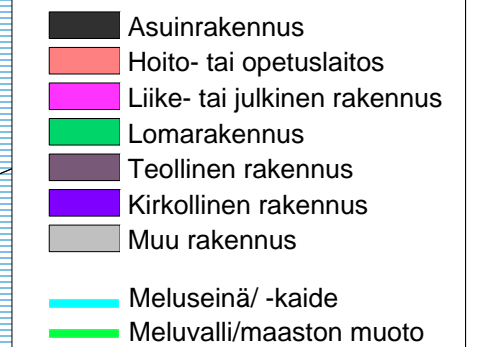 Asuinrakennus
Hoito- tai opetuslaitos
Liike- tai julkinen rakennus
Lomarakennus
Teollinen rakennus
Kirkollinen rakennus
Muu rakennus
Meluseinä/ -kaide
Meluvalli/maaston muoto